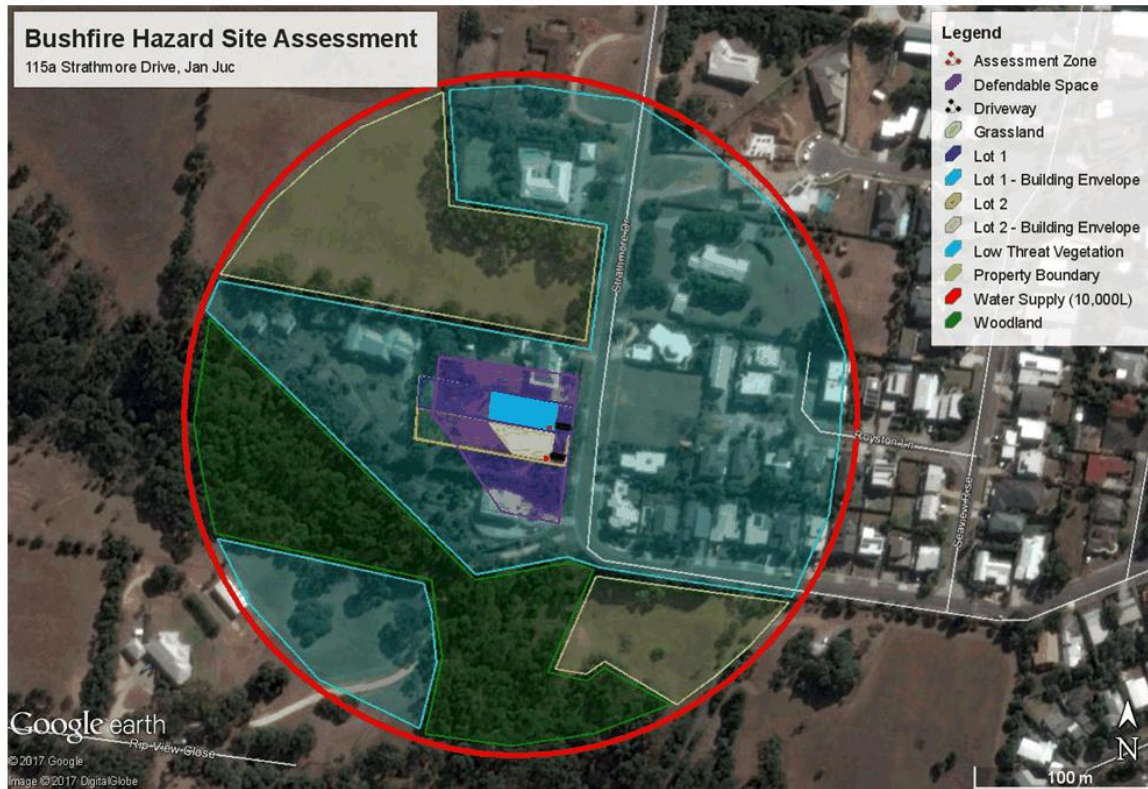 Bushfire Hazard Site Assessment
115a Strathmore Drive, Jan Juc
Legend
Assessment Zone
Defendable Space
Driveway
Grassland
Lot 1
Lot 1 - Building Envelope
Lot 2
Lot 2 - Building Envelope
Low Threat Vegetation
Property Boundary
Water Supply (10,000L)
Woodland
Strathmore Dr
Royston Ln
Seaview Rise
Google earth
Rip View Close
© 2017 Google
Image © 2017 DigitalGlobe
N
100 m